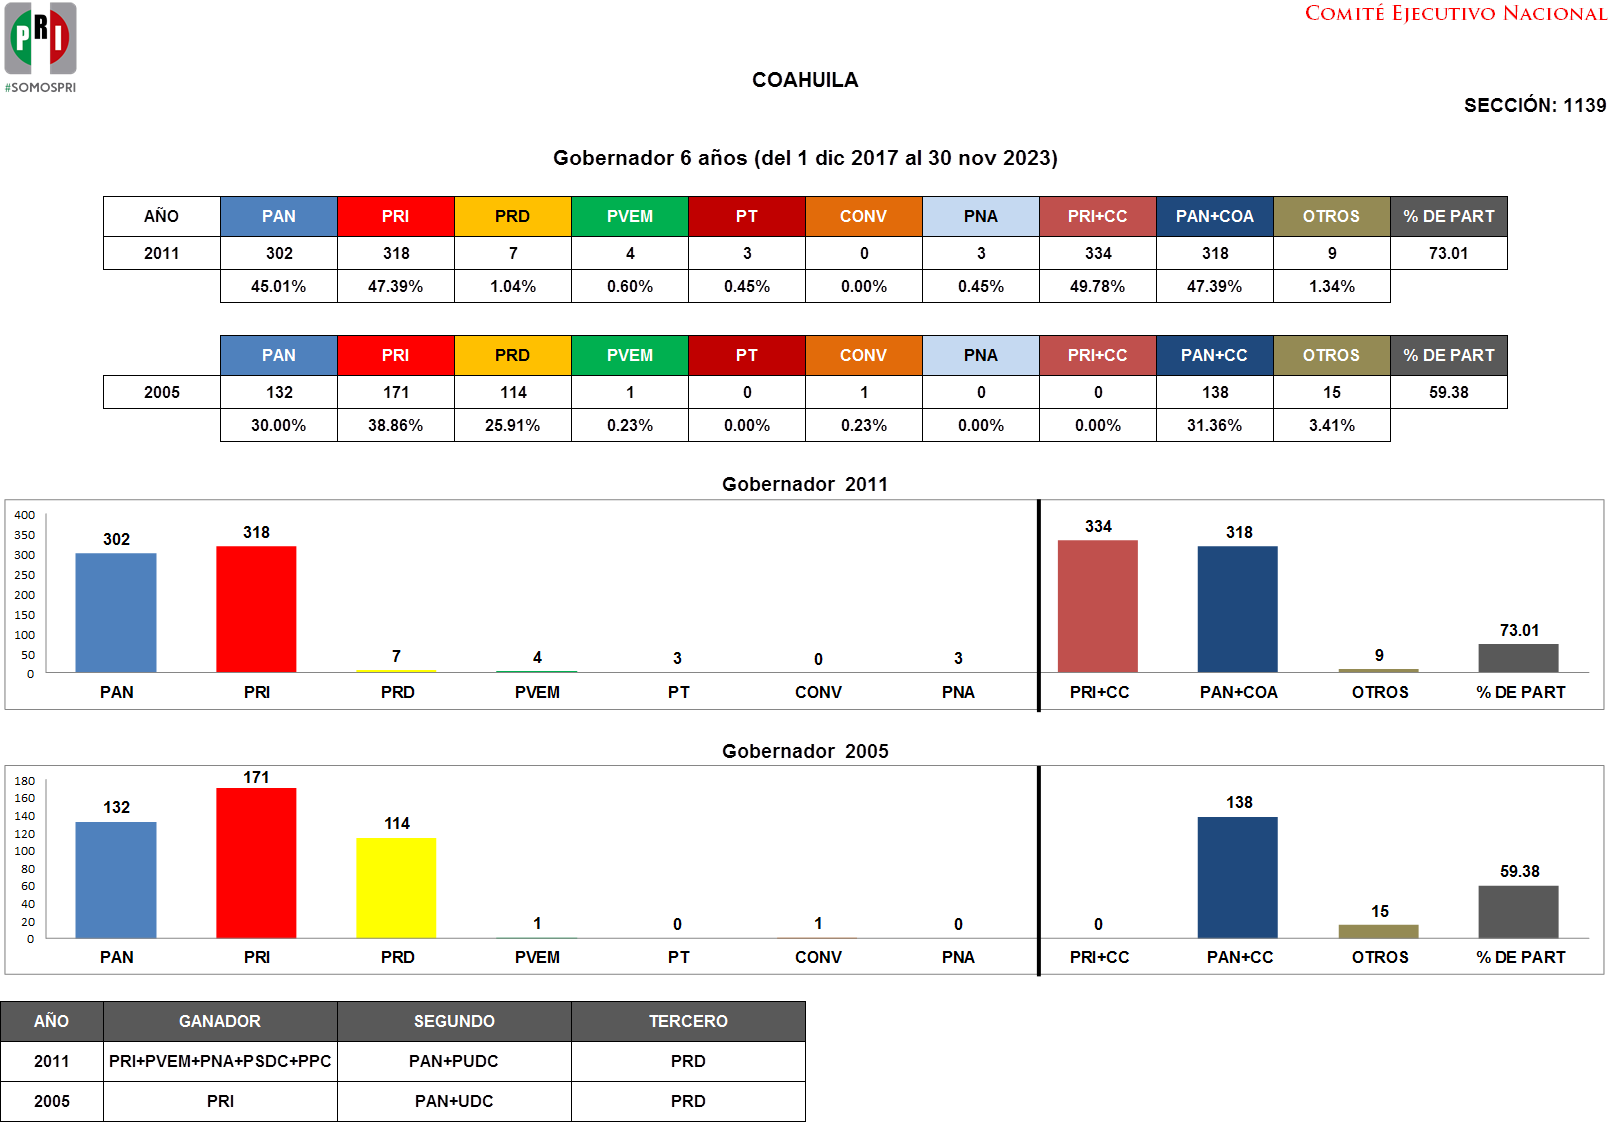 PRI
#SOMOSPRI
COMITÉ EJECUTIVO NACIONAL
COAHUILA
SECCIÓN: 1139
Gobernador 6 años (del 1 dic 2017 al 30 nov 2023)
AÑO PAN PRI PRD PVEM PT CONV PNA PRI+CC PAN+COA OTROS % DE PART
2011 302 318 7 4 3 0 3 334 318 9 73.01
45.01% 47.39% 1.04% 0.60% 0.45% 0.00% 0.45% 49.78% 47.39% 1.34%
PAN PRI PRD PVEM PT CONV PNA PRI+CC PAN+CC OTROS % DE PART
2005 132 171 114 1 0 1 0 0 138 15 59.38
30.00% 38.86% 25.91% 0.23% 0.00% 0.23% 0.00% 0.00% 31.36% 3.41%
Gobernador 2011
400
350
300
250
200
150
100
50
0
302 318 7 4 3 0 3 334 318 9 73.01
PAN PRI PRD PVEM PT CONV PNA PRI+CC PAN+COA OTROS % DE PART
Gobernador 2005
180
160
140
120
100
80
60
40
20
0
132 171 114 1 0 1 0 0 138 15 59.38
PAN PRI PRD PVEM PT CONV PNA PRI+CC PAN+CC OTROS % DE PART
AÑO GANADOR SEGUNDO TERCERO
2011 PRI+PVEM+PNA+PSDC+PPC PAN+PUDC PRD
2005 PRI PAN+UDC PRD